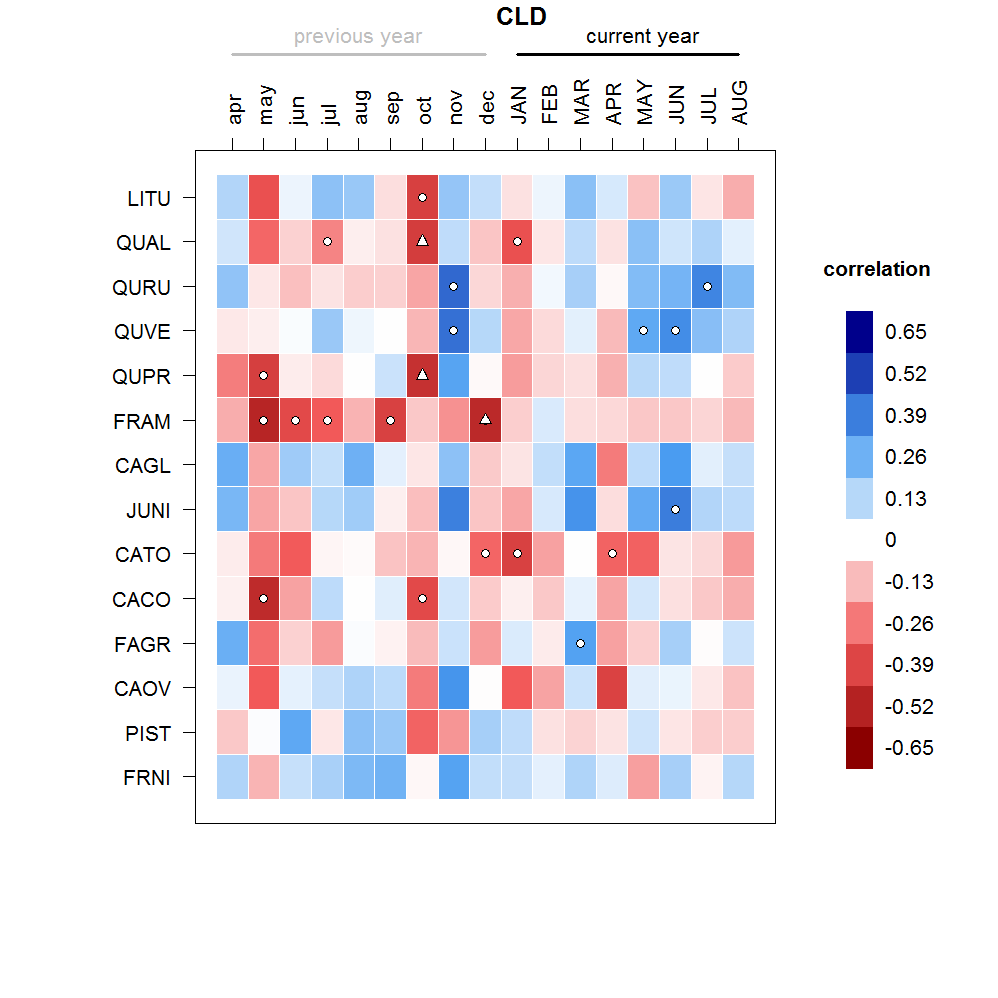 CLD
previous year current year
apr may jun jul aug sep oct nov dec JAN FEB MAR APR MAY JUN JUL AUG
LITU
QUAL
QURU
QUVE
QUPR
FRAM
CAGL
JUNI
CATO
CACO
FAGR
CAOV
PIST
FRNI
correlation
0.65
0.52
0.39
0.26
0.13
0
-0.13
-0.26
-0.39
-0.52
-0.65